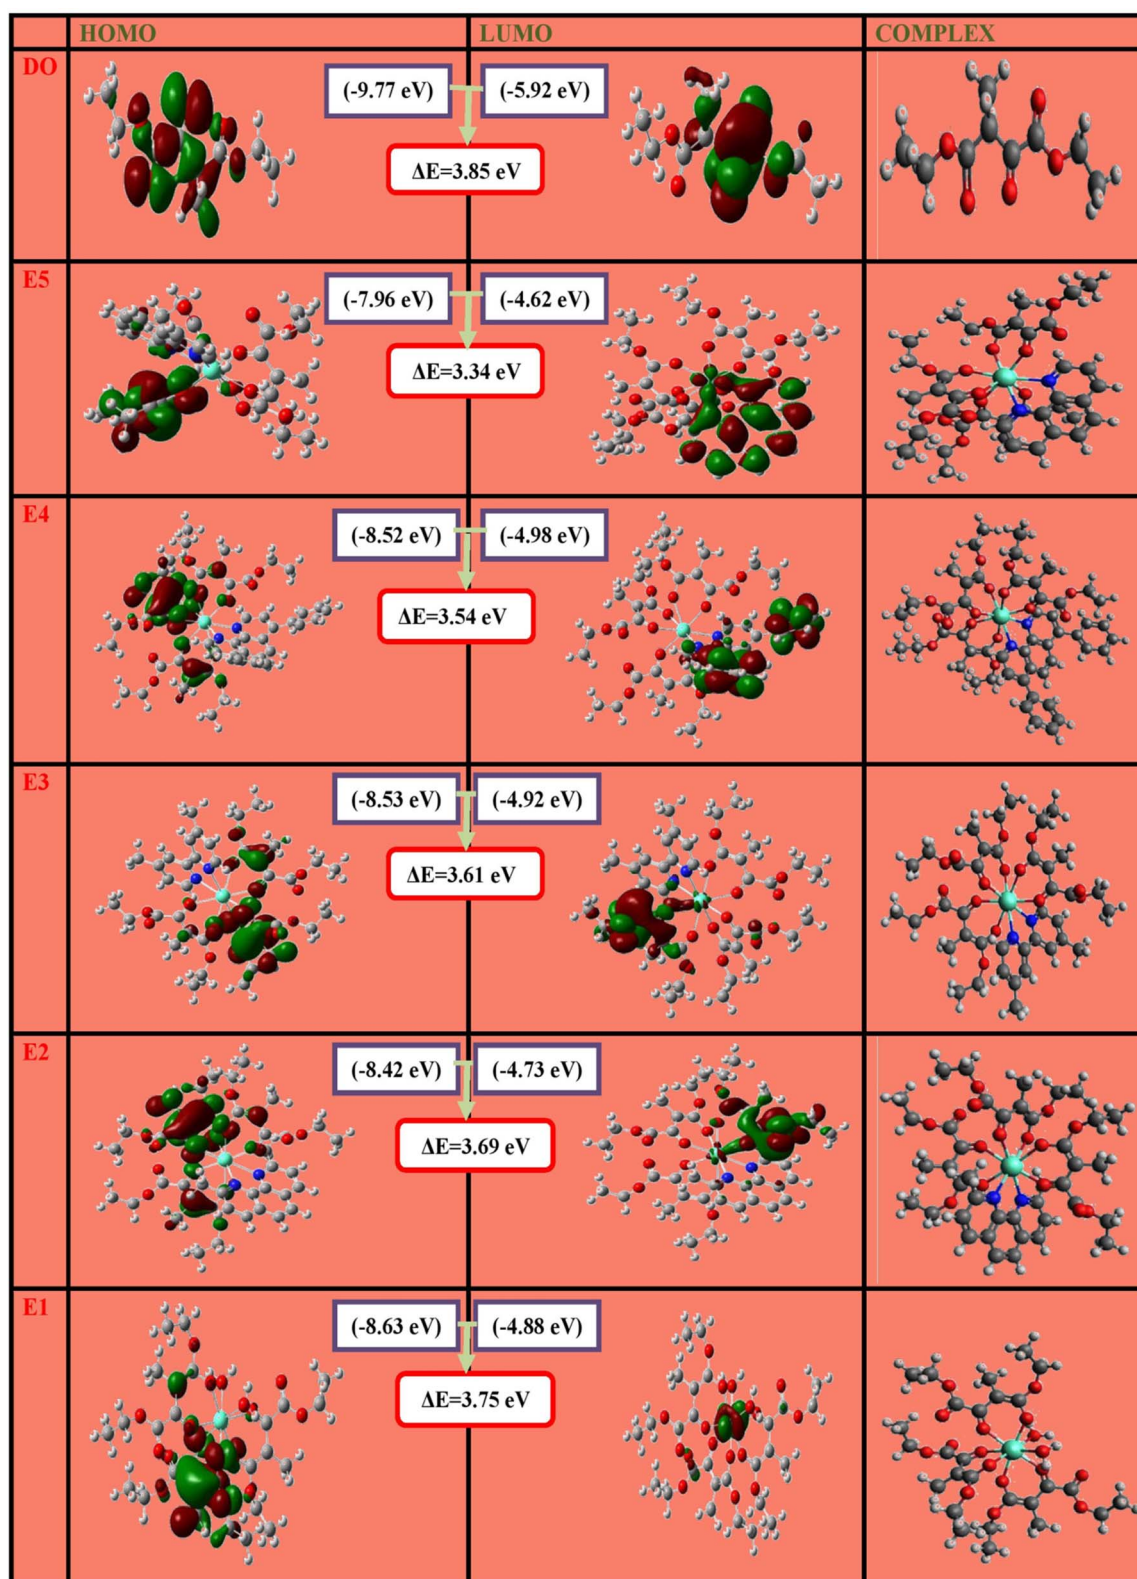 HOMO LUMO COMPLEX
DO
(-9.77 eV) (-5.92 eV)
ΔE=3.85 eV
E5
(-7.96 eV) (-4.62 eV)
ΔE=3.34 eV
E4
(-8.52 eV) (-4.98 eV)
ΔE=3.54 eV
E3
(-8.53 eV) (-4.92 eV)
ΔE=3.61 eV
E2
(-8.42 eV) (-4.73 eV)
ΔE=3.69 eV
E1
(-8.63 eV) (-4.88 eV)
ΔE=3.75 eV